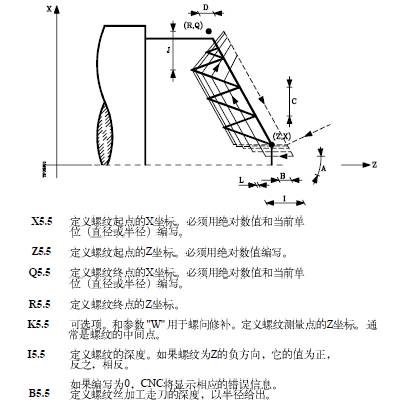 X
D
(R,Q)
J
C
(Z,X)
Z
L
B
A
I
X5.5 定义螺纹起点的X坐标。必须用绝对数值和当前单
位（直径或半径）编写。
Z5.5 定义螺纹起点的Z坐标。必须用绝对数值编写。
Q5.5 定义螺纹终点的X坐标。必须用绝对数值和当前单
位（直径或半径）编写。
R5.5 定义螺纹终点的Z坐标。
K5.5 可选项。和参数"W"用于螺问修补。定义螺纹测量点的Z坐标。通
常是螺纹的中间点。
I5.5 定义螺纹的深度。如果螺纹为Z的负方向，它的值为正，
反之，相反。
如果编写为0，CNC将显示相应的错误信息。
B5.5 定义螺纹丝加工走刀的深度，以半径给出。